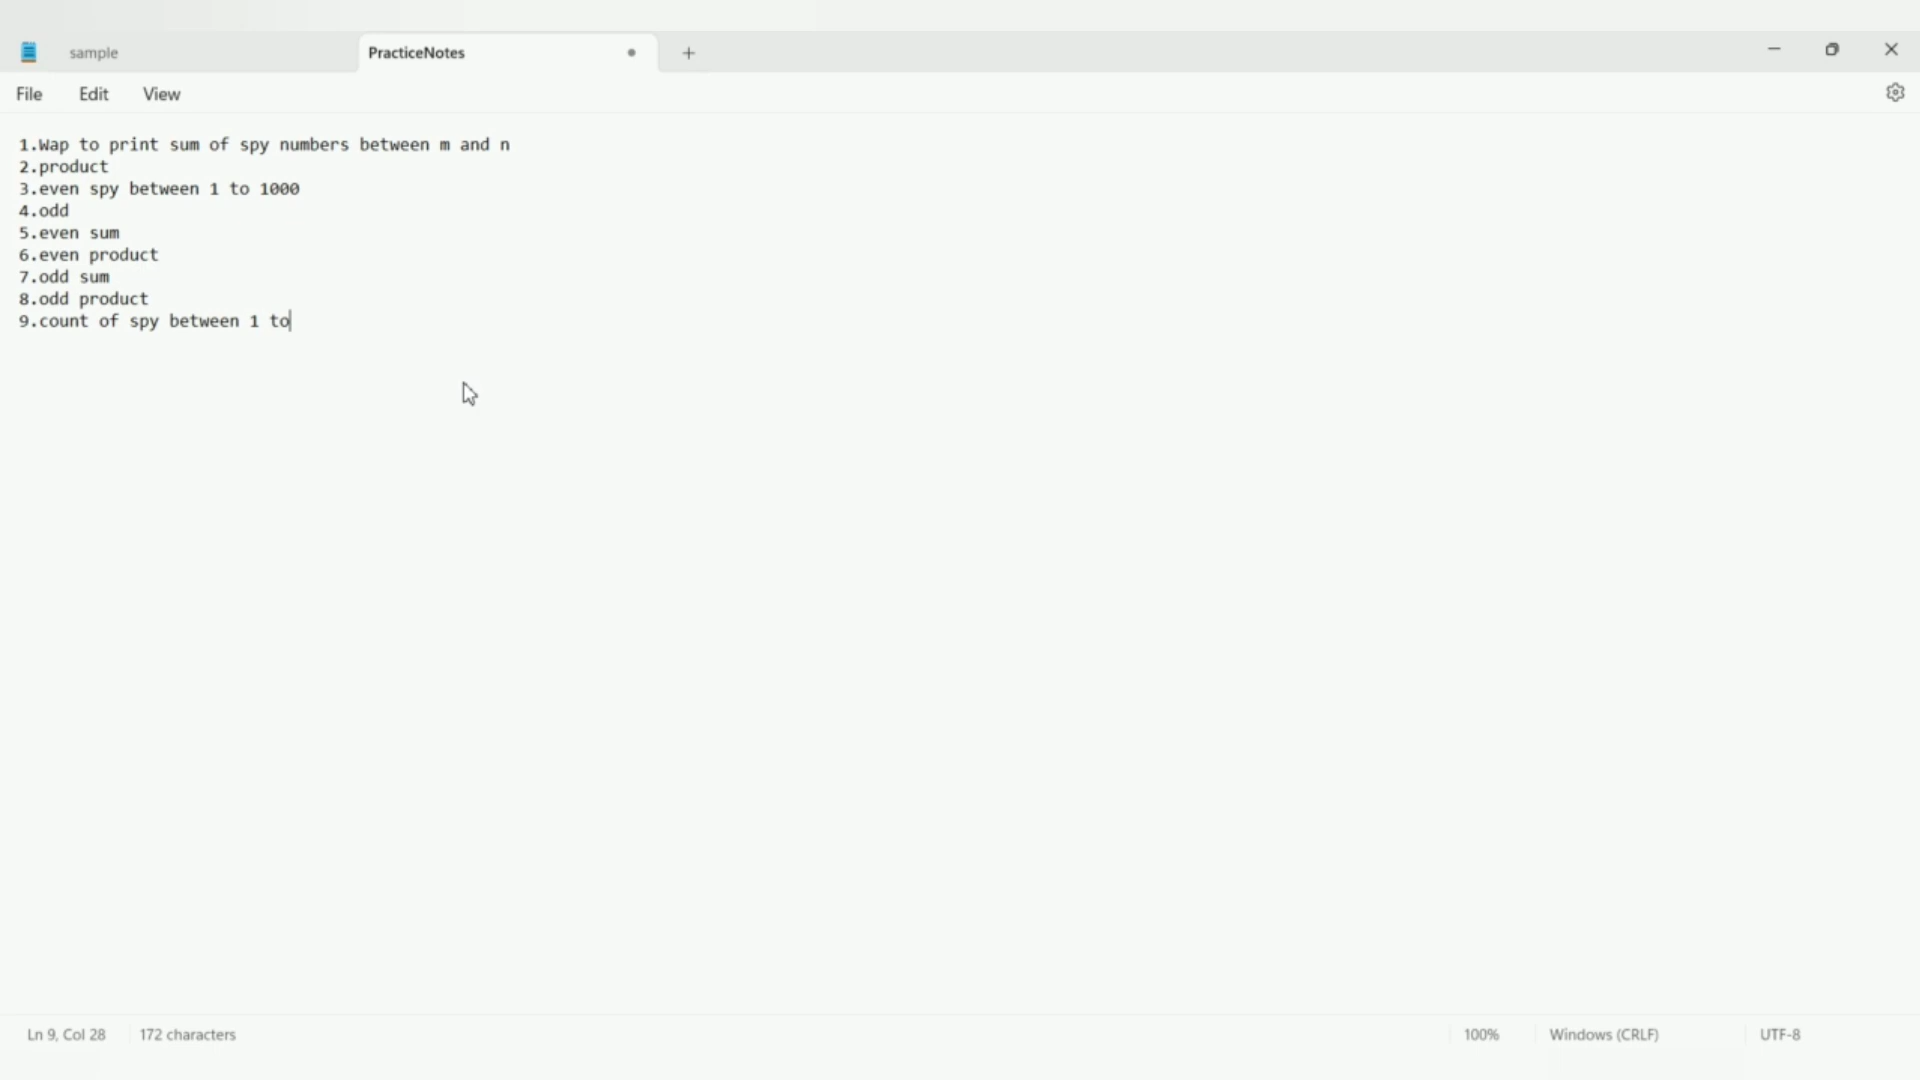 sample
PracticeNotes
File Edit View
1.Wap to print sum of spy numbers between m and n
2.product
3.even spy between 1 to 1000
4.odd
5.even sum
6.even product
7.odd sum
8.odd product
9.count of spy between 1 to
Ln 9, Col 28 172 characters 100% Windows (CRLF) UTF-8